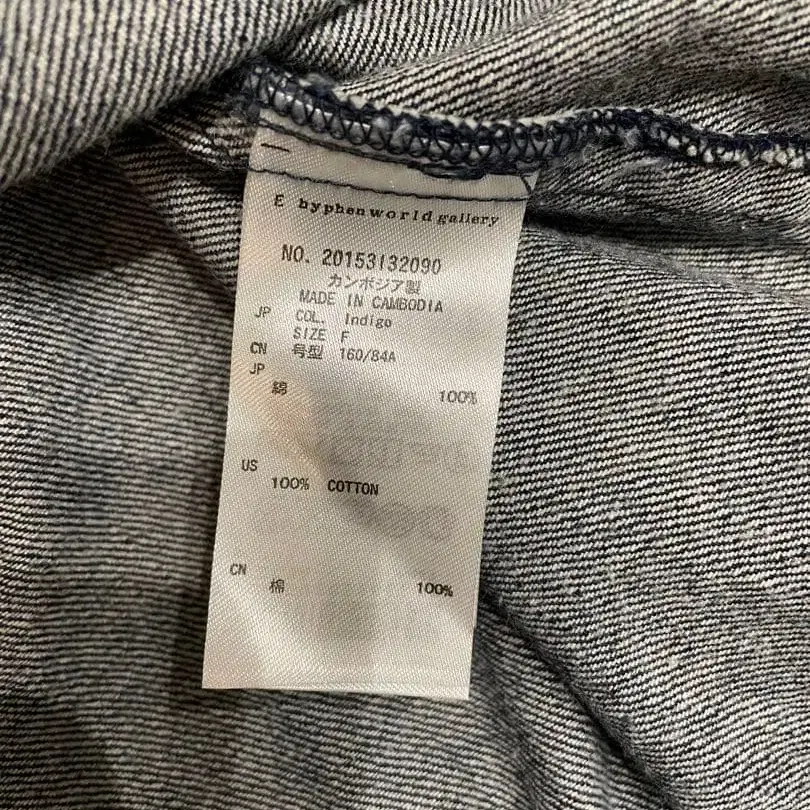 E hyphen world gallery
NO. 20153132090
カンボジア製
MADE IN CAMBODIA
JP COL. Indigo
SIZE F
CN 号型 160/84A
JP
綿 100%
US
100% COTTON
CN
棉 100%